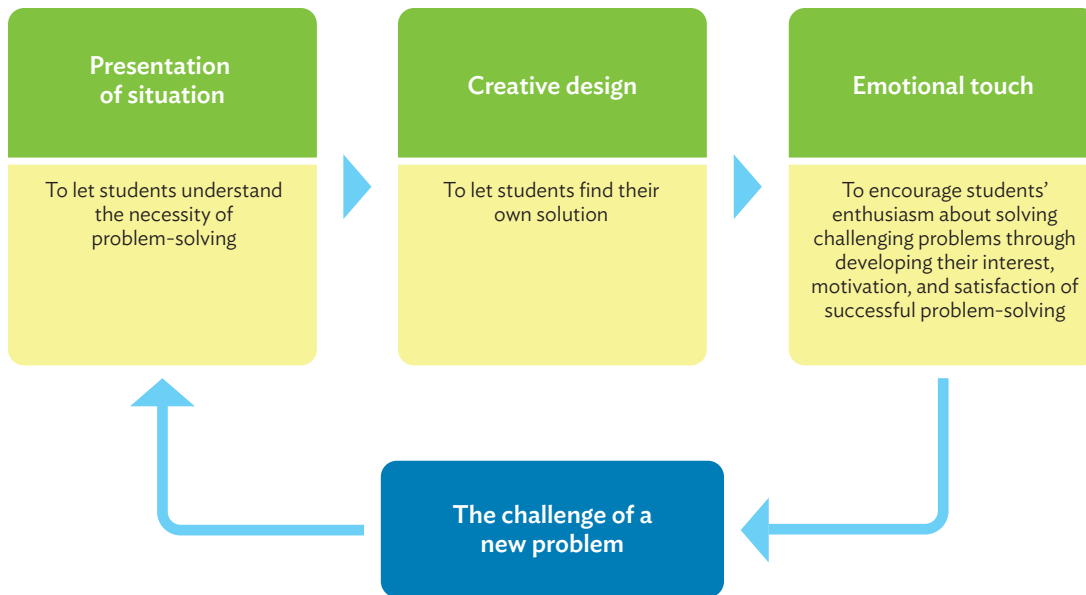 Presentation
of situation
To let students understand
the necessity of
problem-solving
Creative design
To let students find their
own solution
Emotional touch
To encourage students’
enthusiasm about solving
challenging problems through
developing their interest,
motivation, and satisfaction of
successful problem-solving
The challenge of a
new problem